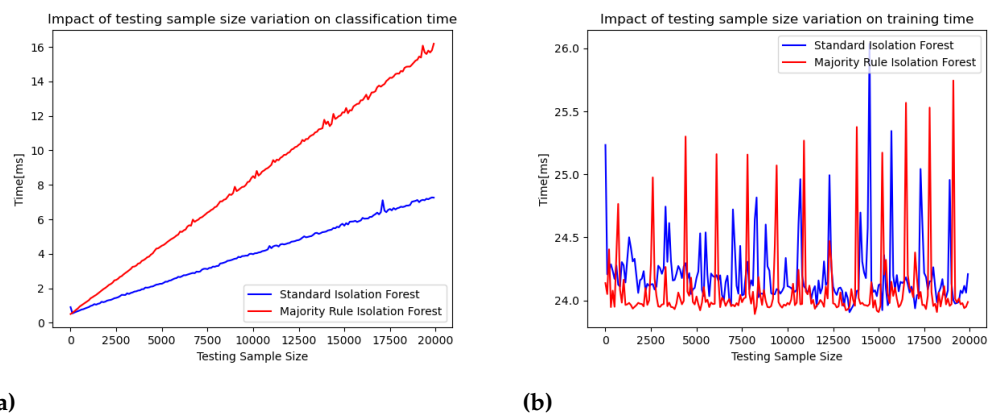 Impact of testing sample size variation on classification time
16
14
12
10
8
6
4
2
0
Time[ms]
Standard Isolation Forest
Majority Rule Isolation Forest
0 2500 5000 7500 10000 12500 15000 17500 20000
Testing Sample Size
a)
Impact of testing sample size variation on training time
26.0
25.5
25.0
24.5
24.0
Time[ms]
Standard Isolation Forest
Majority Rule Isolation Forest
0 2500 5000 7500 10000 12500 15000 17500 20000
Testing Sample Size
(b)